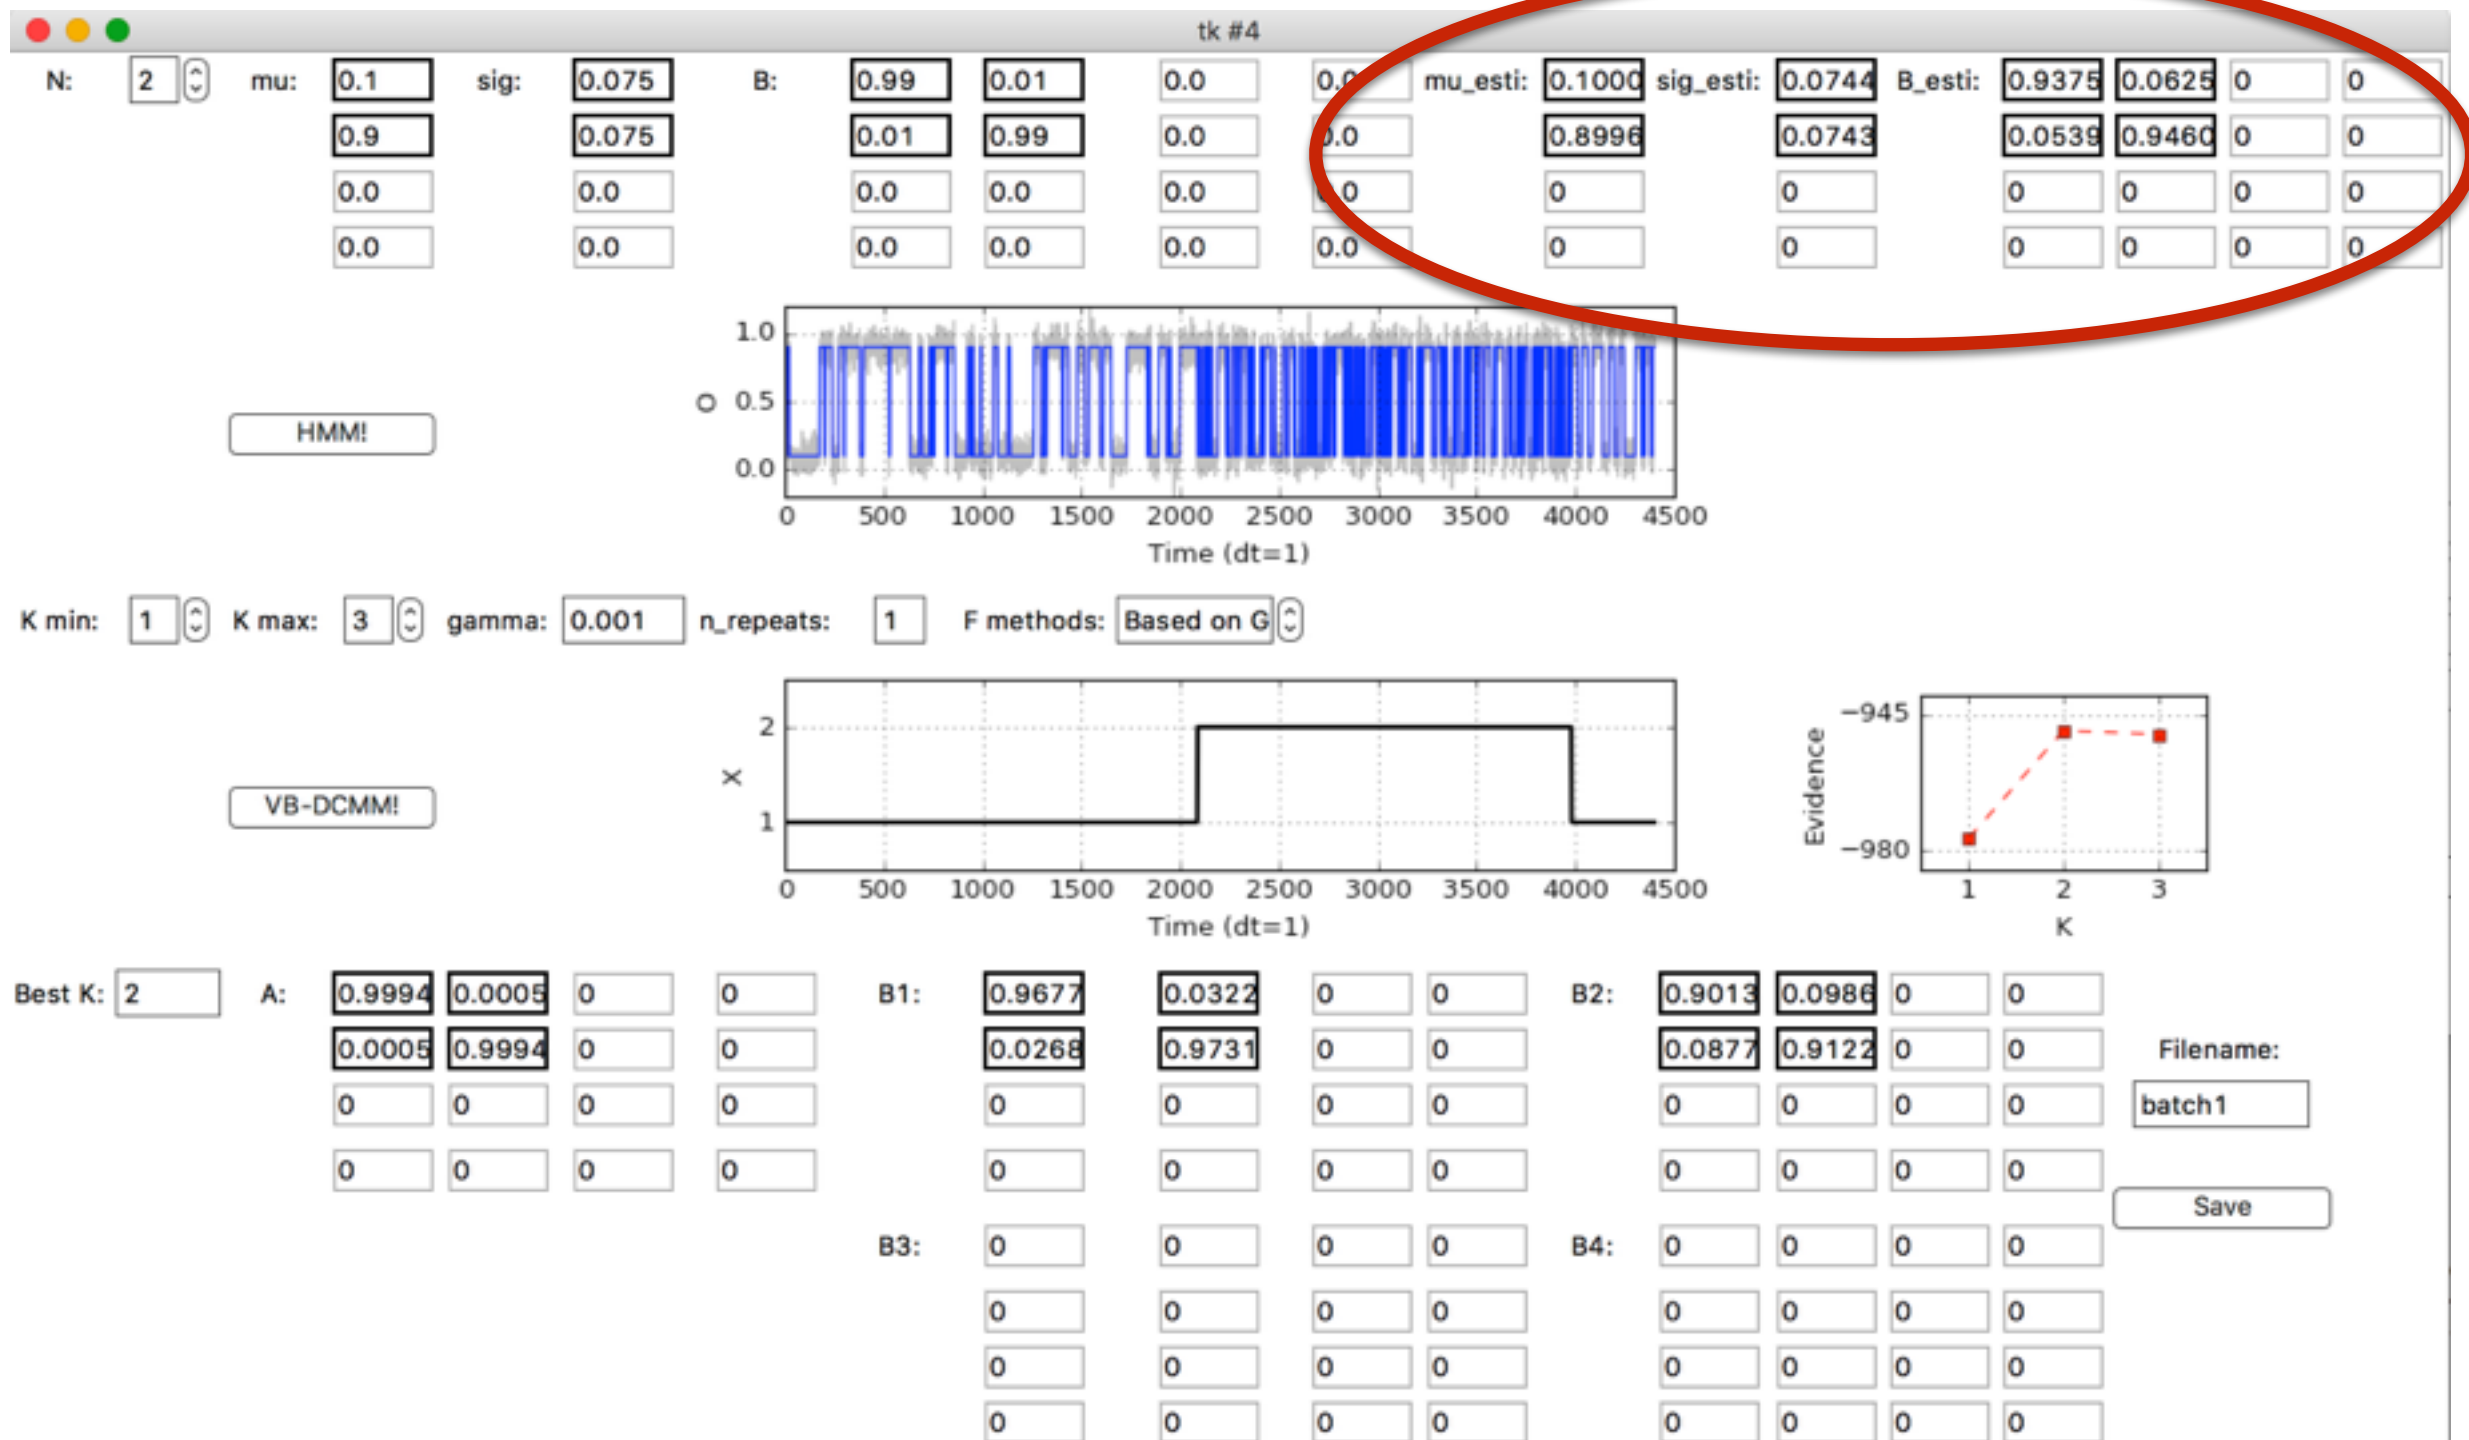 tk #4
N: 2 mu: 0.1 sig: 0.075 B: 0.99 0.01 0.0 0.0 mu_esti: 0.1000 sig_esti: 0.0744 B_esti: 0.9375 0.0625 0 0
0.9 0.075 0.01 0.99 0.0 0.0 0.8996 0.0743 0.0539 0.9460 0 0
0.0 0.0 0.0 0.0 0.0 0.0 0 0 0 0 0 0
0.0 0.0 0.0 0.0 0.0 0.0 0 0 0 0 0 0
1.0
O 0.5
HMM!
0.0
0 500 1000 1500 2000 2500 3000 3500 4000 4500
Time (dt=1)
K min: 1 K max: 3 gamma: 0.001 n_repeats: 1 F methods: Based on G
2
X
VB-DCMM!
1
0 500 1000 1500 2000 2500 3000 3500 4000 4500
Time (dt=1)
−945
Evidence
−980
1 2 3
K
Best K: 2 A: 0.9994 0.0005 0 0 B1: 0.9677 0.0322 0 0 B2: 0.9013 0.0986 0 0
0.0005 0.9994 0 0 0.0268 0.9731 0 0 0.0877 0.9122 0 0 Filename:
0 0 0 0 0 0 0 0 0 0 0 0 batch1
0 0 0 0 0 0 0 0 0 0 0 0
Save
B3: 0 0 0 0 B4: 0 0 0 0
0 0 0 0 0 0 0 0
0 0 0 0 0 0 0 0
0 0 0 0 0 0 0 0